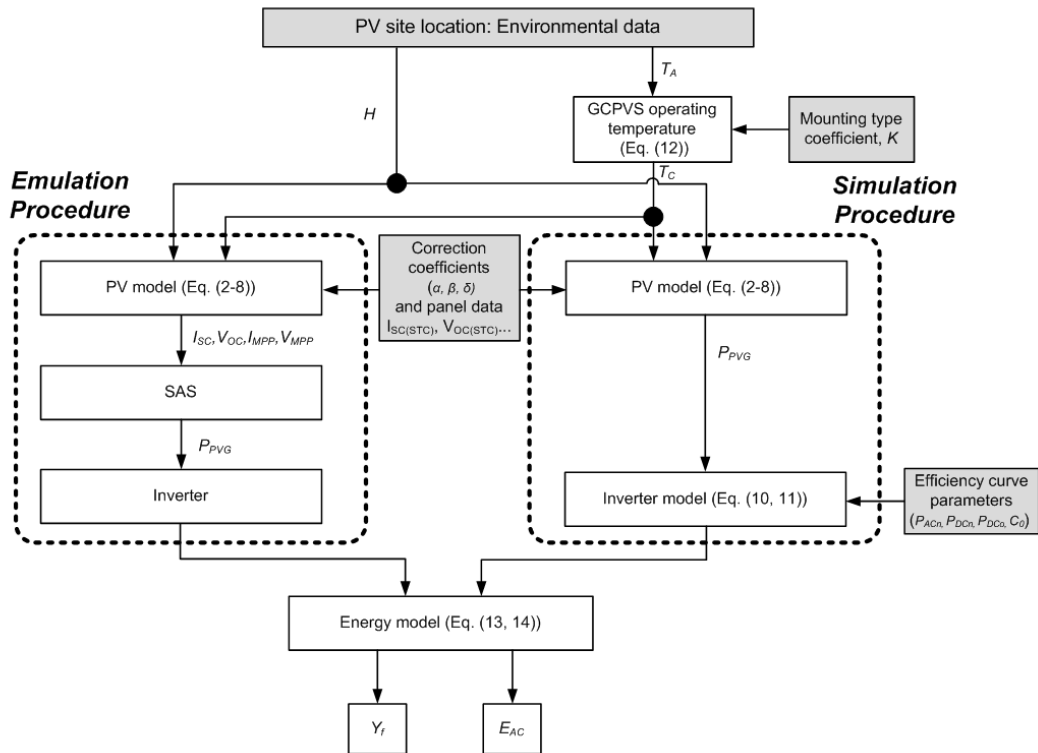 PV site location: Environmental data
T_A
H
GCPVS operating
temperature
(Eq. (12))
Mounting type
coefficient, K
T_C
Emulation
Procedure
Simulation
Procedure
Correction
coefficients
(α, β, δ)
and panel data
I_SC(STC), V_OC(STC)...
PV model (Eq. (2-8))
PV model (Eq. (2-8))
I_SC, V_OC, I_MPP, V_MPP
P_PVG
SAS
P_PVG
Inverter
Inverter model (Eq. (10, 11))
Efficiency curve
parameters
(P_ACn, P_DCn, P_DCo, C_0)
Energy model (Eq. (13, 14))
Y_f
E_AC